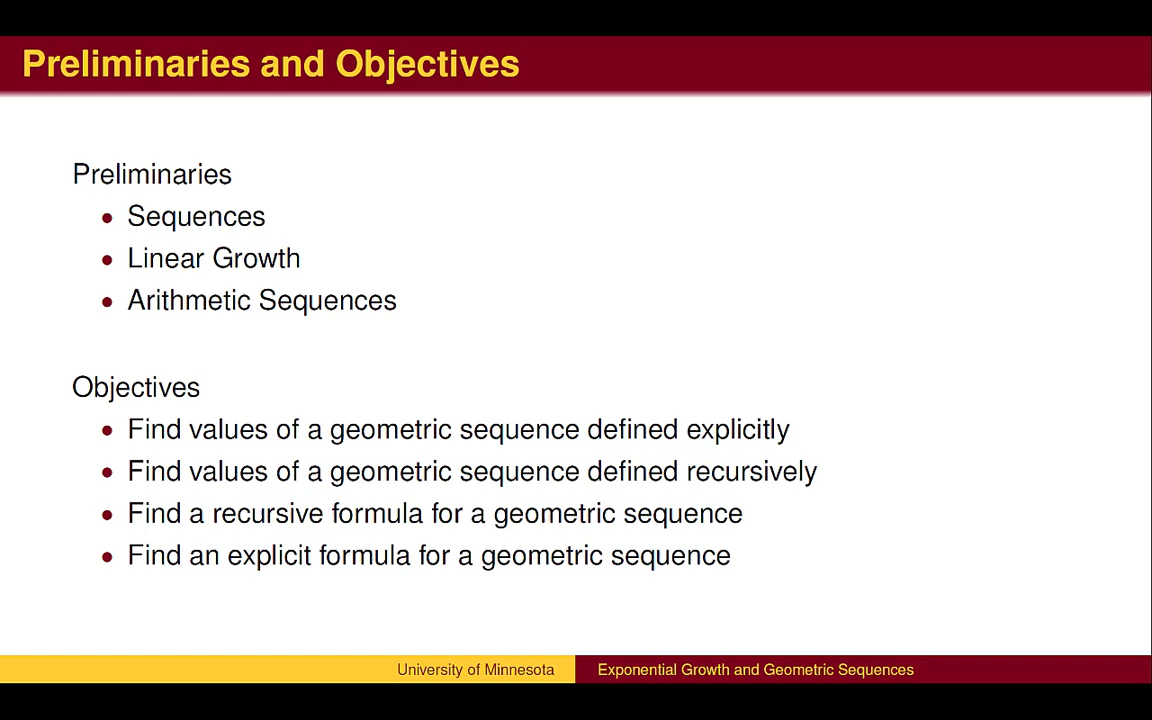 Preliminaries and Objectives
Preliminaries
• Sequences
• Linear Growth
• Arithmetic Sequences
Objectives
• Find values of a geometric sequence defined explicitly
• Find values of a geometric sequence defined recursively
• Find a recursive formula for a geometric sequence
• Find an explicit formula for a geometric sequence
University of Minnesota
Exponential Growth and Geometric Sequences